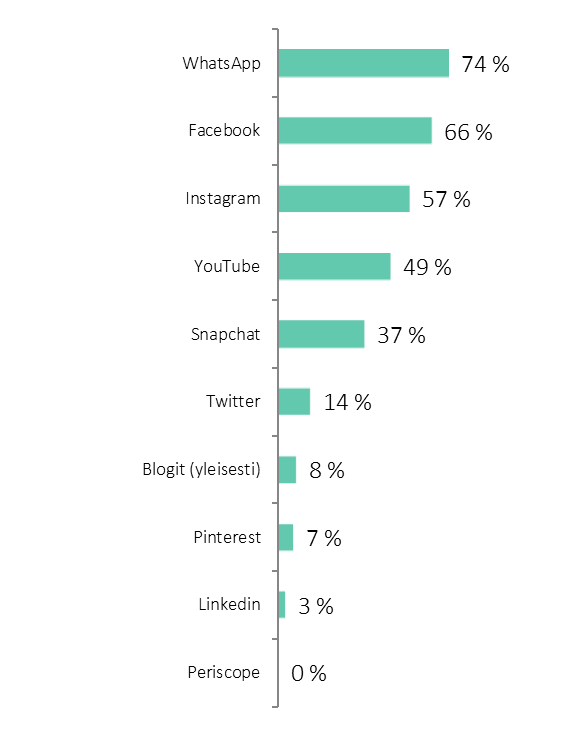 WhatsApp 74 %
Facebook 66 %
Instagram 57 %
YouTube 49 %
Snapchat 37 %
Twitter 14 %
Blogit (yleisesti) 8 %
Pinterest 7 %
Linkedin 3 %
Periscope 0 %